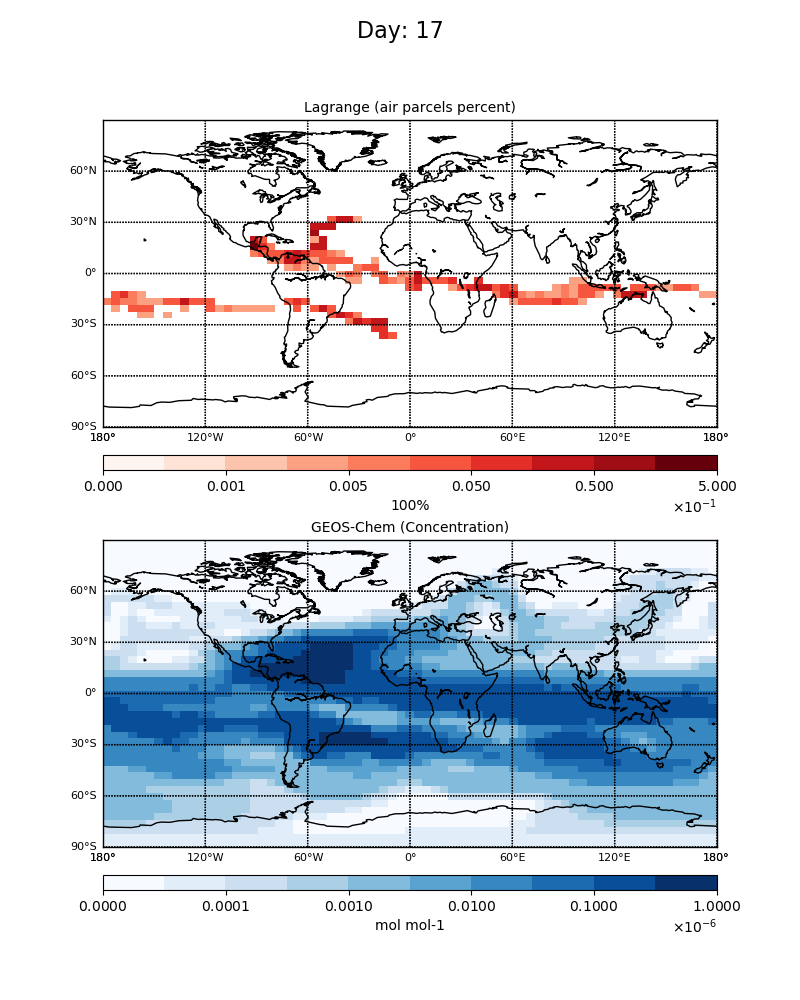 Day: 17
Lagrange (air parcels percent)
60°N
30°N
0°
30°S
60°S
90°S
180° 120°W 60°W 0° 60°E 120°E 180°
0.000 0.001 0.005 0.050 0.500 5.000
100% ×10⁻¹
GEOS-Chem (Concentration)
60°N
30°N
0°
30°S
60°S
90°S
180° 120°W 60°W 0° 60°E 120°E 180°
0.0000 0.0001 0.0010 0.0100 0.1000 1.0000
mol mol-1 ×10⁻⁶